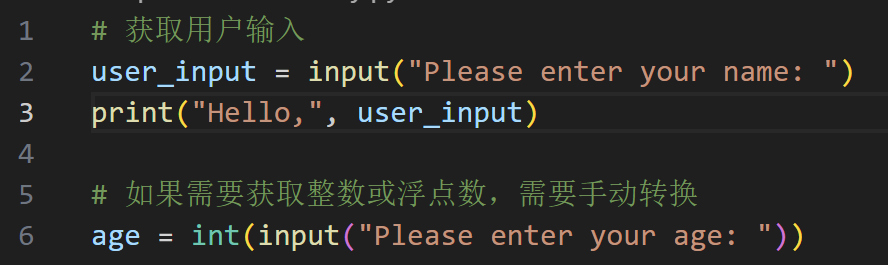 1 # 获取用户输入
2 user_input = input("Please enter your name: ")
3 print("Hello,", user_input)
4
5 # 如果需要获取整数或浮点数，需要手动转换
6 age = int(input("Please enter your age: "))